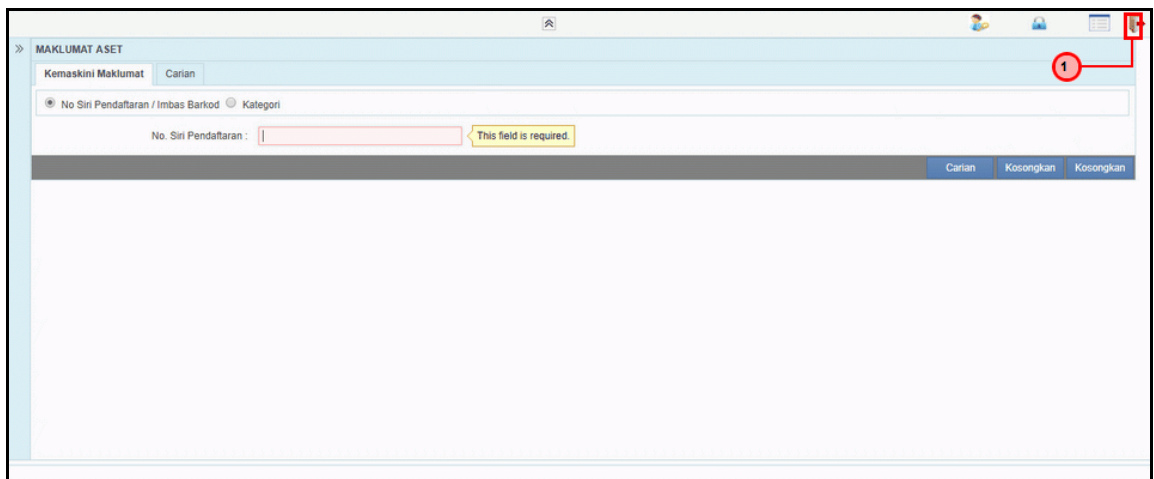 1
MAKLUMAT ASET
Kemaskini Maklumat Carian
No Siri Pendaftaran / Imbas Barkod Kategori
No. Siri Pendaftaran : This field is required.
Carian Kosongkan Kosongkan